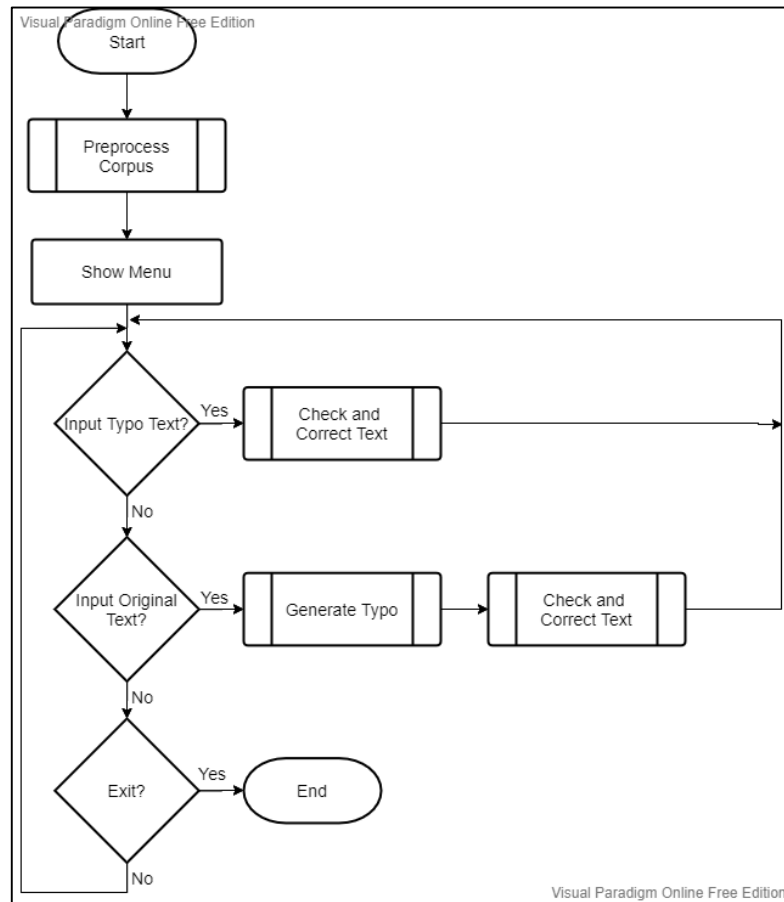 Visual Paradigm Online Free Edition
Start
Preprocess
Corpus
Show Menu
Input Typo Text?
Yes
Check and
Correct Text
No
Input Original
Text?
Yes
Generate Typo
Check and
Correct Text
No
Exit?
Yes
End
No
Visual Paradigm Online Free Edition